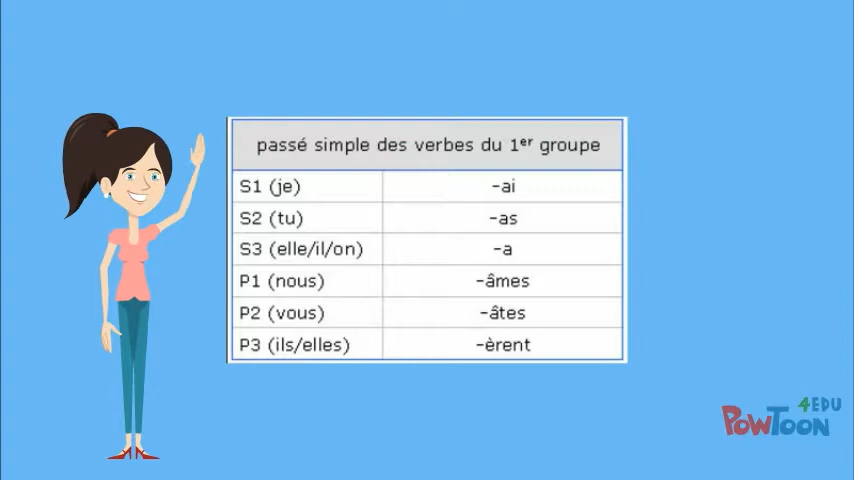 passé simple des verbes du 1er groupe
S1 (je) -ai
S2 (tu) -as
S3 (elle/il/on) -a
P1 (nous) -âmes
P2 (vous) -âtes
P3 (ils/elles) -èrent
4EDU
PowToon